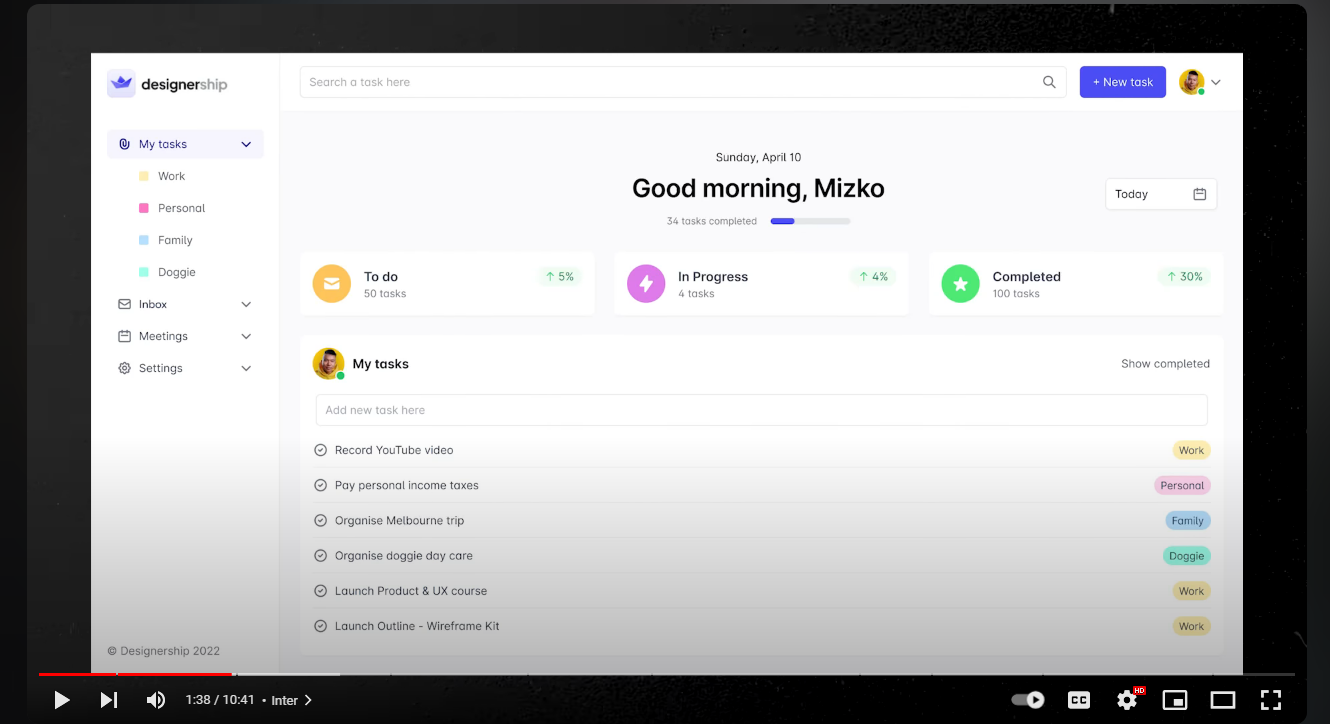 designership
Search a task here
+ New task
My tasks
Work
Personal
Family
Doggie
Inbox
Meetings
Settings
© Designership 2022
Sunday, April 10
Good morning, Mizko
34 tasks completed
Today
To do
50 tasks
↑ 5%
In Progress
4 tasks
↑ 4%
Completed
100 tasks
↑ 30%
My tasks
Show completed
Add new task here
Record YouTube video Work
Pay personal income taxes Personal
Organise Melbourne trip Family
Organise doggie day care Doggie
Launch Product & UX course Work
Launch Outline - Wireframe Kit Work
1:38 / 10:41 • Inter
CC
HD